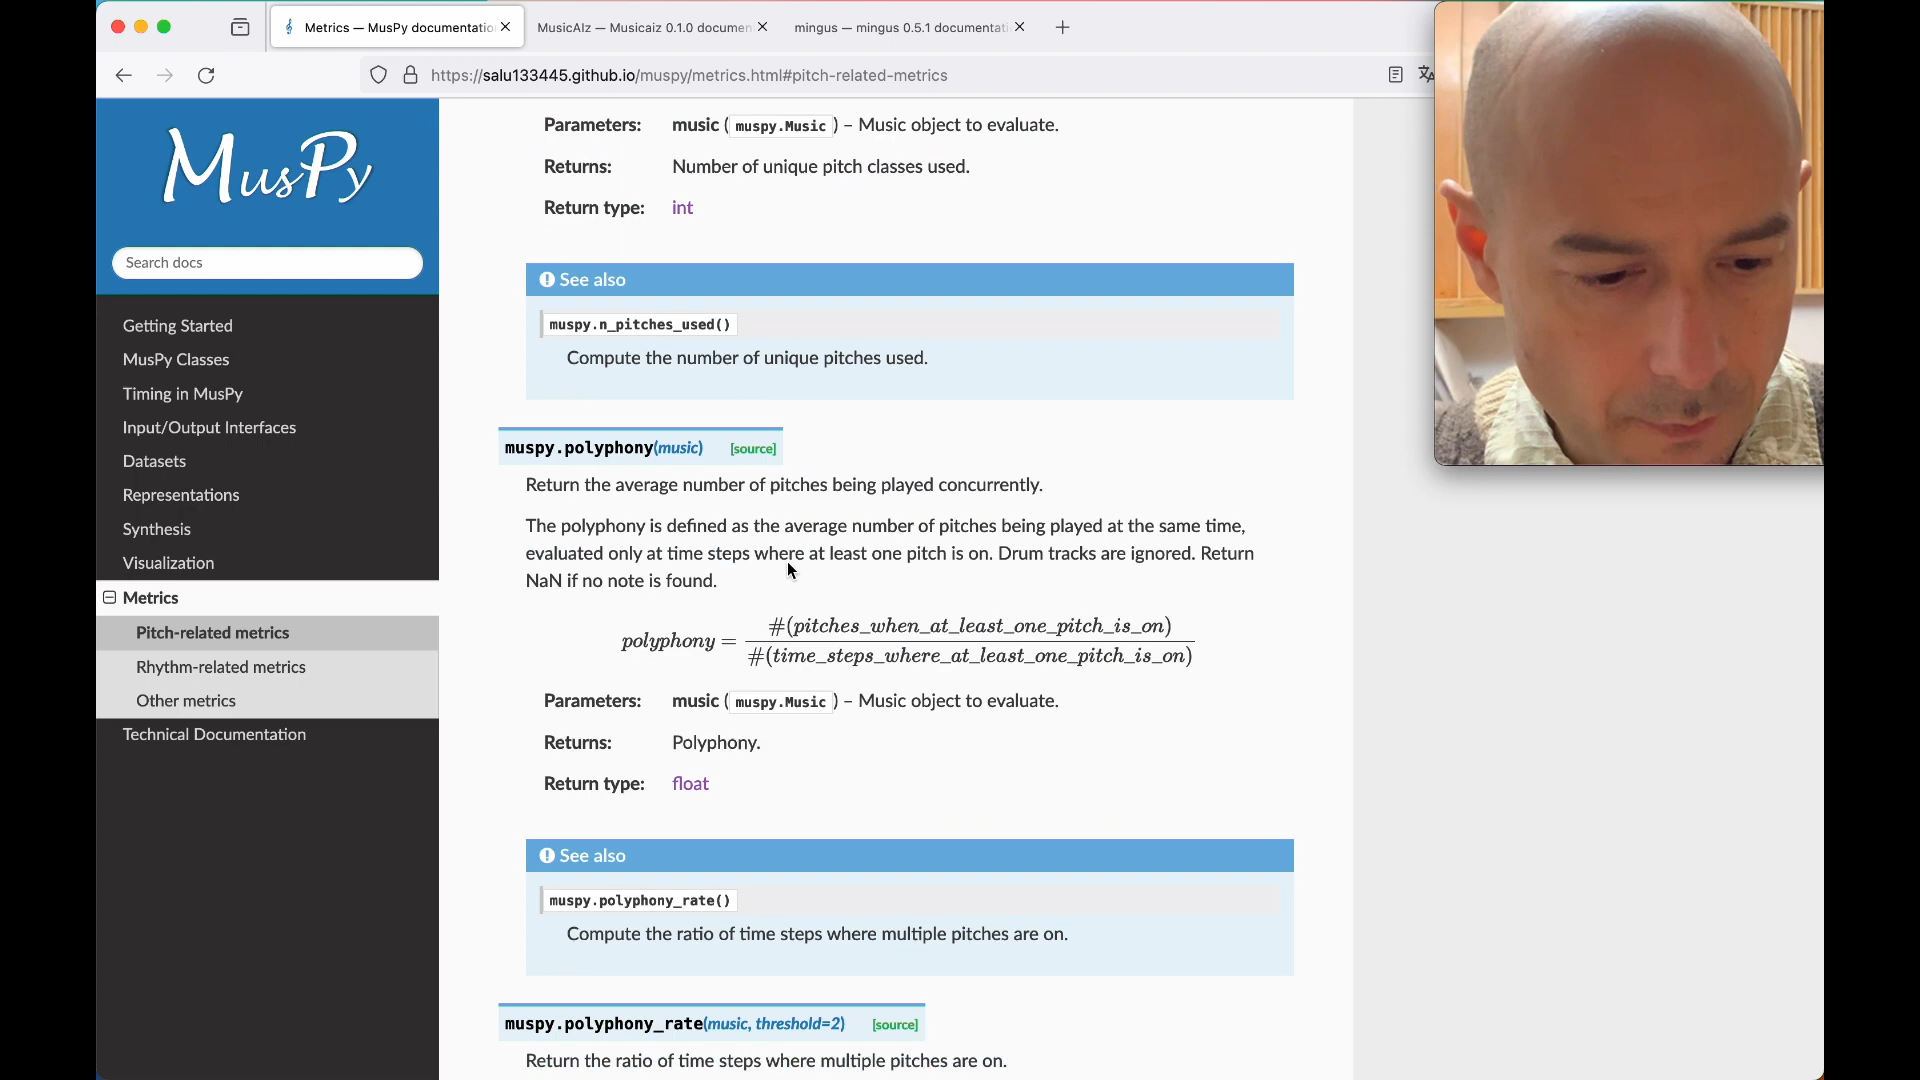 Metrics — MusPy documentatio
MusicAIz — Musicaiz 0.1.0 documen
mingus — mingus 0.5.1 documentati
https://salu133445.github.io/muspy/metrics.html#pitch-related-metrics
MusPy
Search docs
Getting Started
MusPy Classes
Timing in MusPy
Input/Output Interfaces
Datasets
Representations
Synthesis
Visualization
Metrics
Pitch-related metrics
Rhythm-related metrics
Other metrics
Technical Documentation
Parameters: music (muspy.Music) – Music object to evaluate.
Returns: Number of unique pitch classes used.
Return type: int
See also
muspy.n_pitches_used()
Compute the number of unique pitches used.
muspy.polyphony(music) [source]
Return the average number of pitches being played concurrently.
The polyphony is defined as the average number of pitches being played at the same time,
evaluated only at time steps where at least one pitch is on. Drum tracks are ignored. Return
NaN if no note is found.
#(pitches_when_at_least_one_pitch_is_on)
polyphony =
#(time_steps_where_at_least_one_pitch_is_on)
Parameters: music (muspy.Music) – Music object to evaluate.
Returns: Polyphony.
Return type: float
See also
muspy.polyphony_rate()
Compute the ratio of time steps where multiple pitches are on.
muspy.polyphony_rate(music, threshold=2) [source]
Return the ratio of time steps where multiple pitches are on.